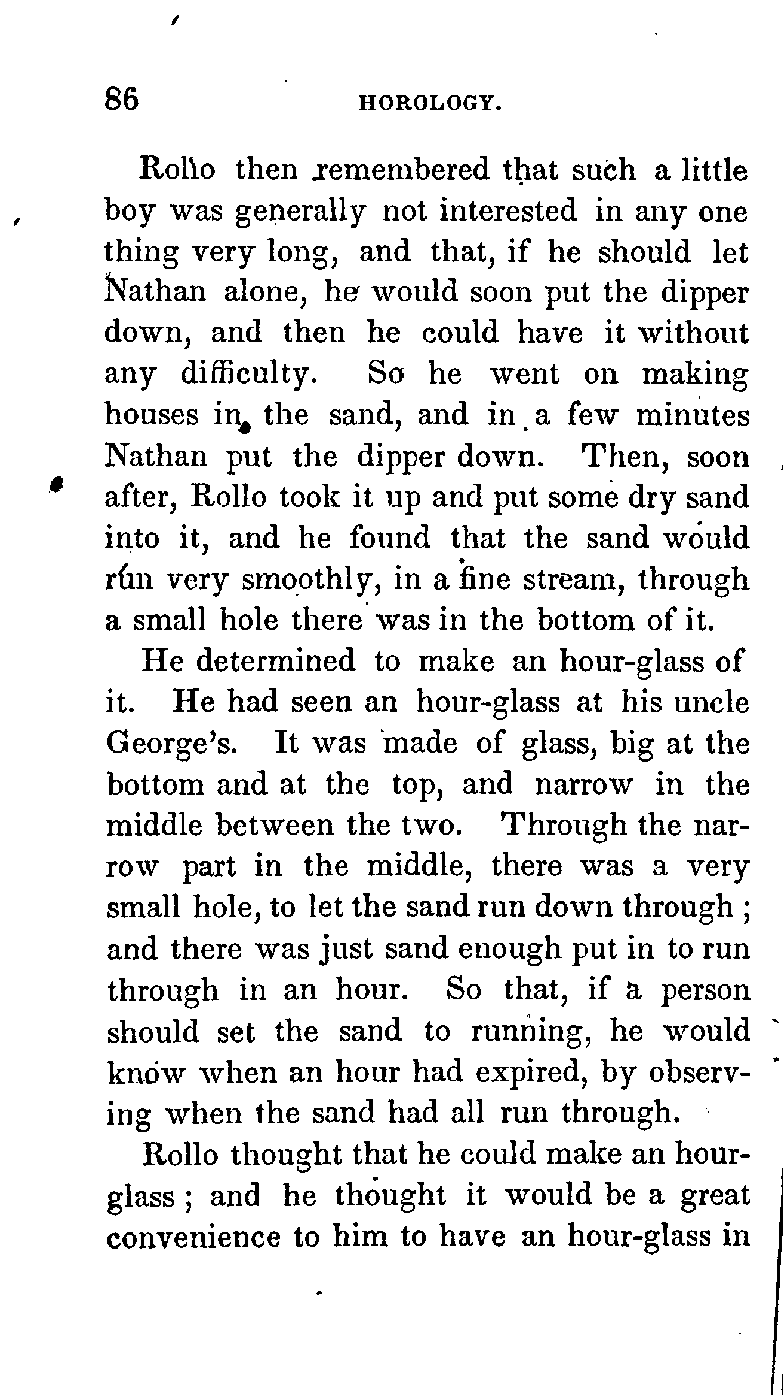 86 HOROLOGY.
Rollo then remembered that such a little
boy was generally not interested in any one
thing very long, and that, if he should let
Nathan alone, he would soon put the dipper
down, and then he could have it without
any difficulty. So he went on making
houses in the sand, and in a few minutes
Nathan put the dipper down. Then, soon
after, Rollo took it up and put some dry sand
into it, and he found that the sand would
run very smoothly, in a fine stream, through
a small hole there was in the bottom of it.
He determined to make an hour-glass of
it. He had seen an hour-glass at his uncle
George's. It was made of glass, big at the
bottom and at the top, and narrow in the
middle between the two. Through the nar-
row part in the middle, there was a very
small hole, to let the sand run down through ;
and there was just sand enough put in to run
through in an hour. So that, if a person
should set the sand to running, he would
know when an hour had expired, by observ-
ing when the sand had all run through.
Rollo thought that he could make an hour-
glass ; and he thought it would be a great
convenience to him to have an hour-glass in